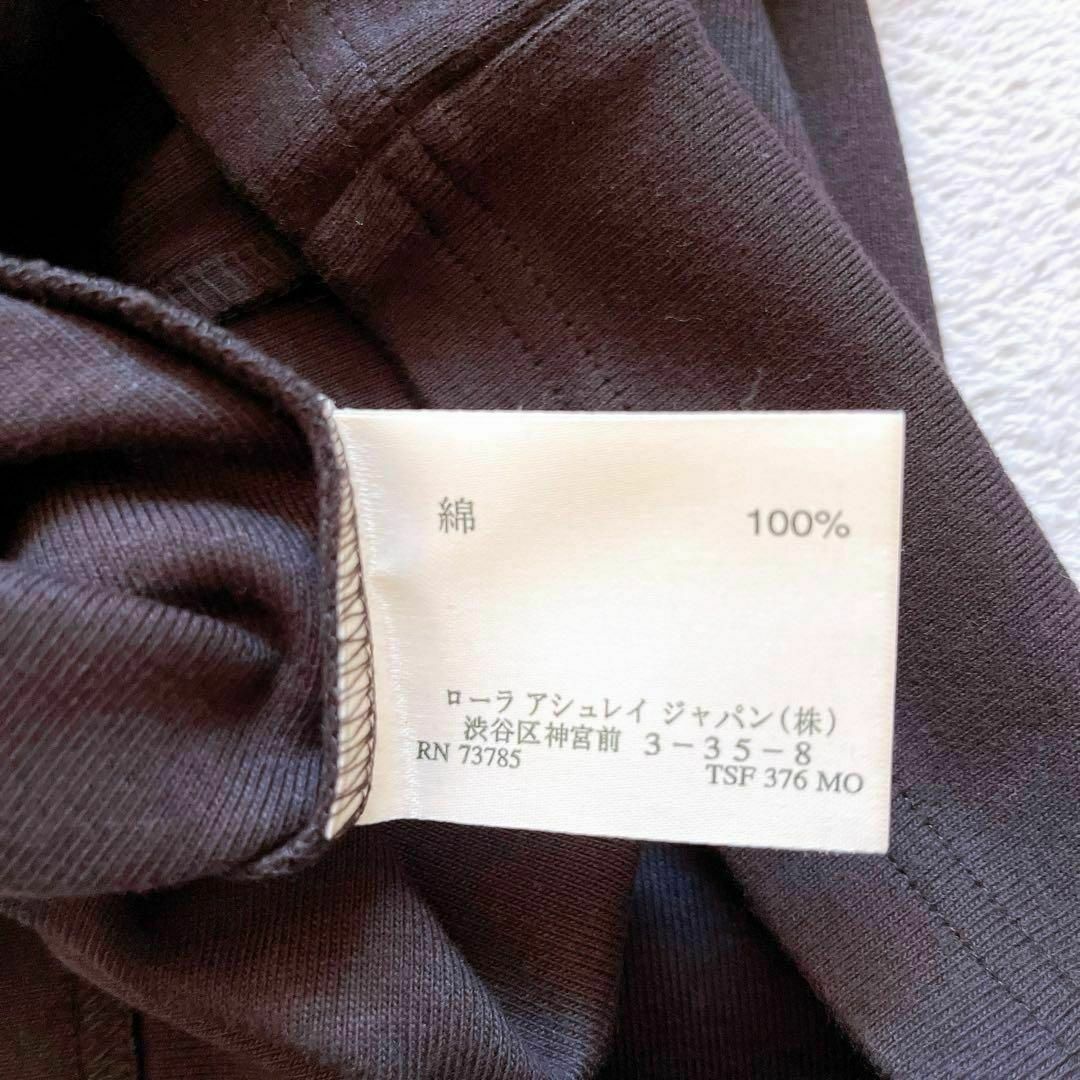 綿 100%
ローラ アシュレイ ジャパン(株)
渋谷区神宮前 3-35-8
RN 73785 TSF 376 MO